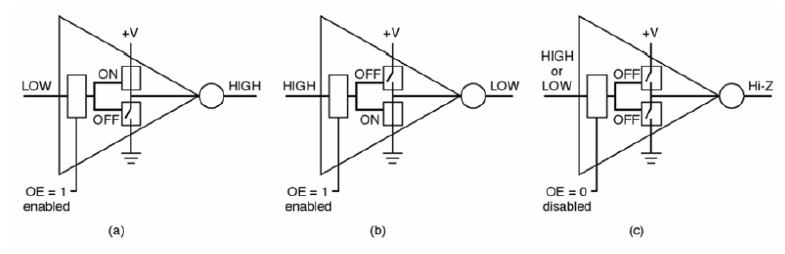 +V
ON
LOW
HIGH
OFF
OE = 1
enabled
(a)
+V
OFF
HIGH
LOW
ON
OE = 1
enabled
(b)
+V
HIGH
or
LOW
OFF
Hi-Z
OFF
OE = 0
disabled
(c)